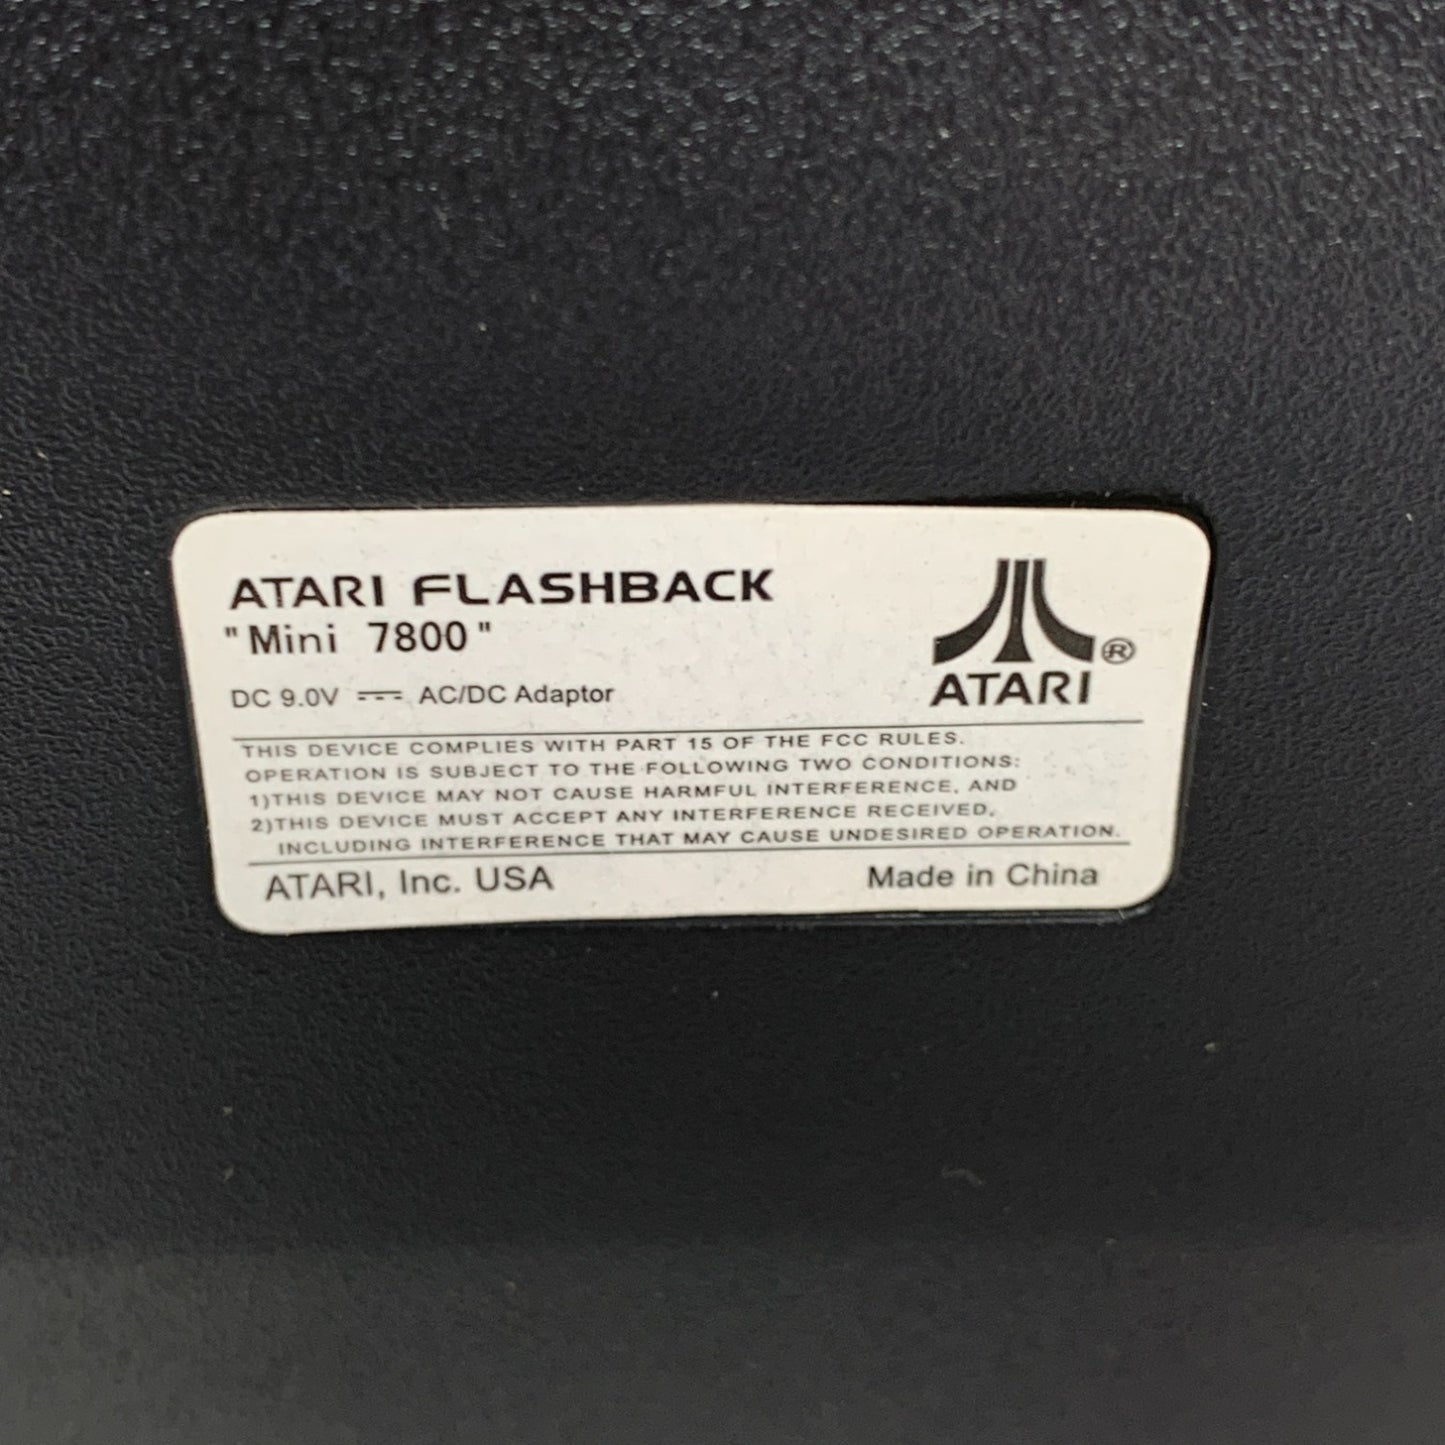 ATARI FLASHBACK
"Mini 7800"
DC 9.0V ⎓ AC/DC Adaptor
ATARI®
THIS DEVICE COMPLIES WITH PART 15 OF THE FCC RULES.
OPERATION IS SUBJECT TO THE FOLLOWING TWO CONDITIONS:
1)THIS DEVICE MAY NOT CAUSE HARMFUL INTERFERENCE, AND
2)THIS DEVICE MUST ACCEPT ANY INTERFERENCE RECEIVED,
INCLUDING INTERFERENCE THAT MAY CAUSE UNDESIRED OPERATION.
ATARI, Inc. USA Made in China